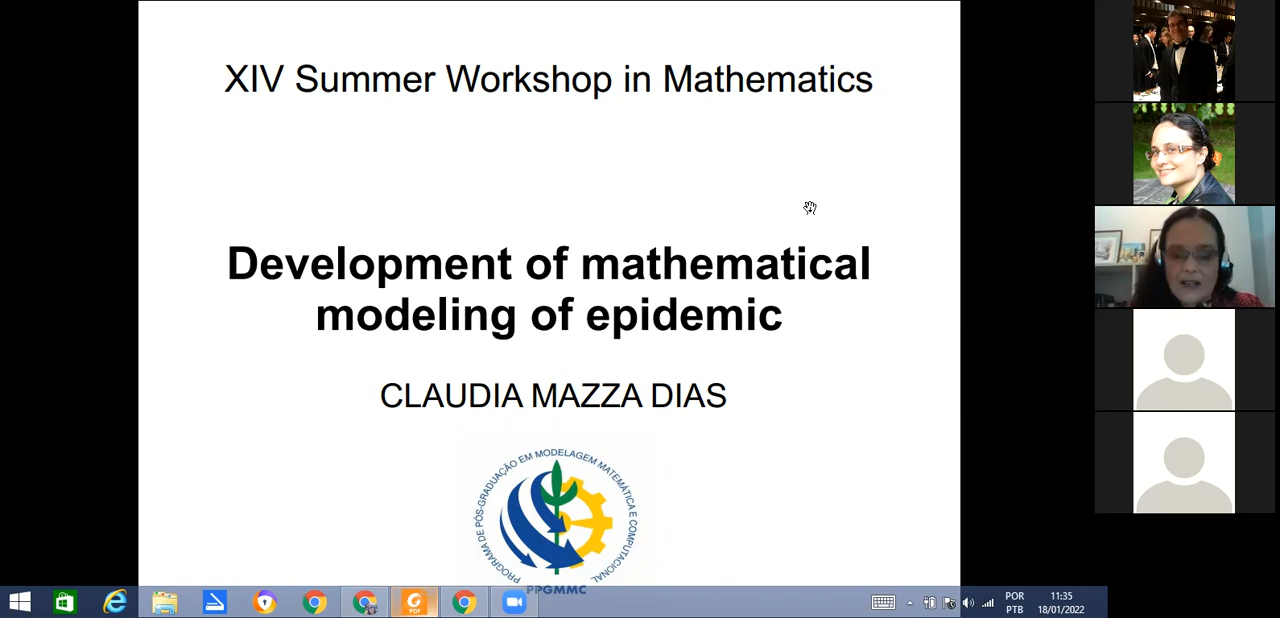 XIV Summer Workshop in Mathematics
Development of mathematical
modeling of epidemic
CLAUDIA MAZZA DIAS
PROGRAMA DE PÓS-GRADUAÇÃO EM MODELAGEM MATEMÁTICA E COMPUTACIONAL
PPGMMC
PDF
POR
PTB
11:35
18/01/2022